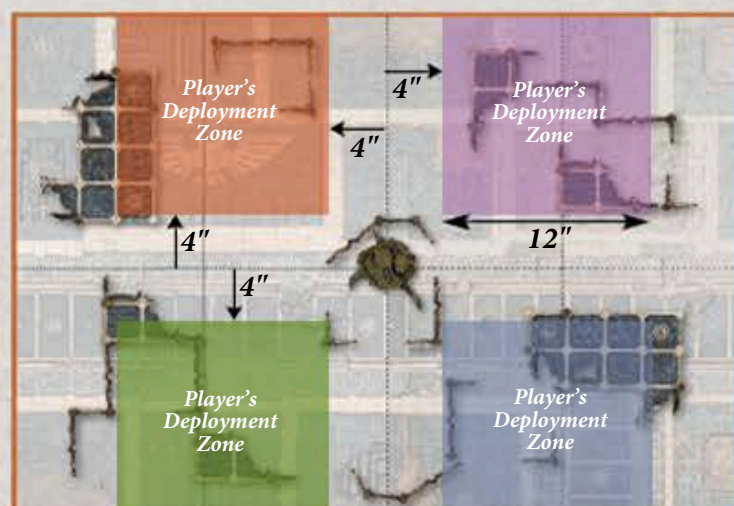 Player's
Deployment
Zone
4"
Player's
Deployment
Zone
4"
4"
12"
4"
Player's
Deployment
Zone
Player's
Deployment
Zone